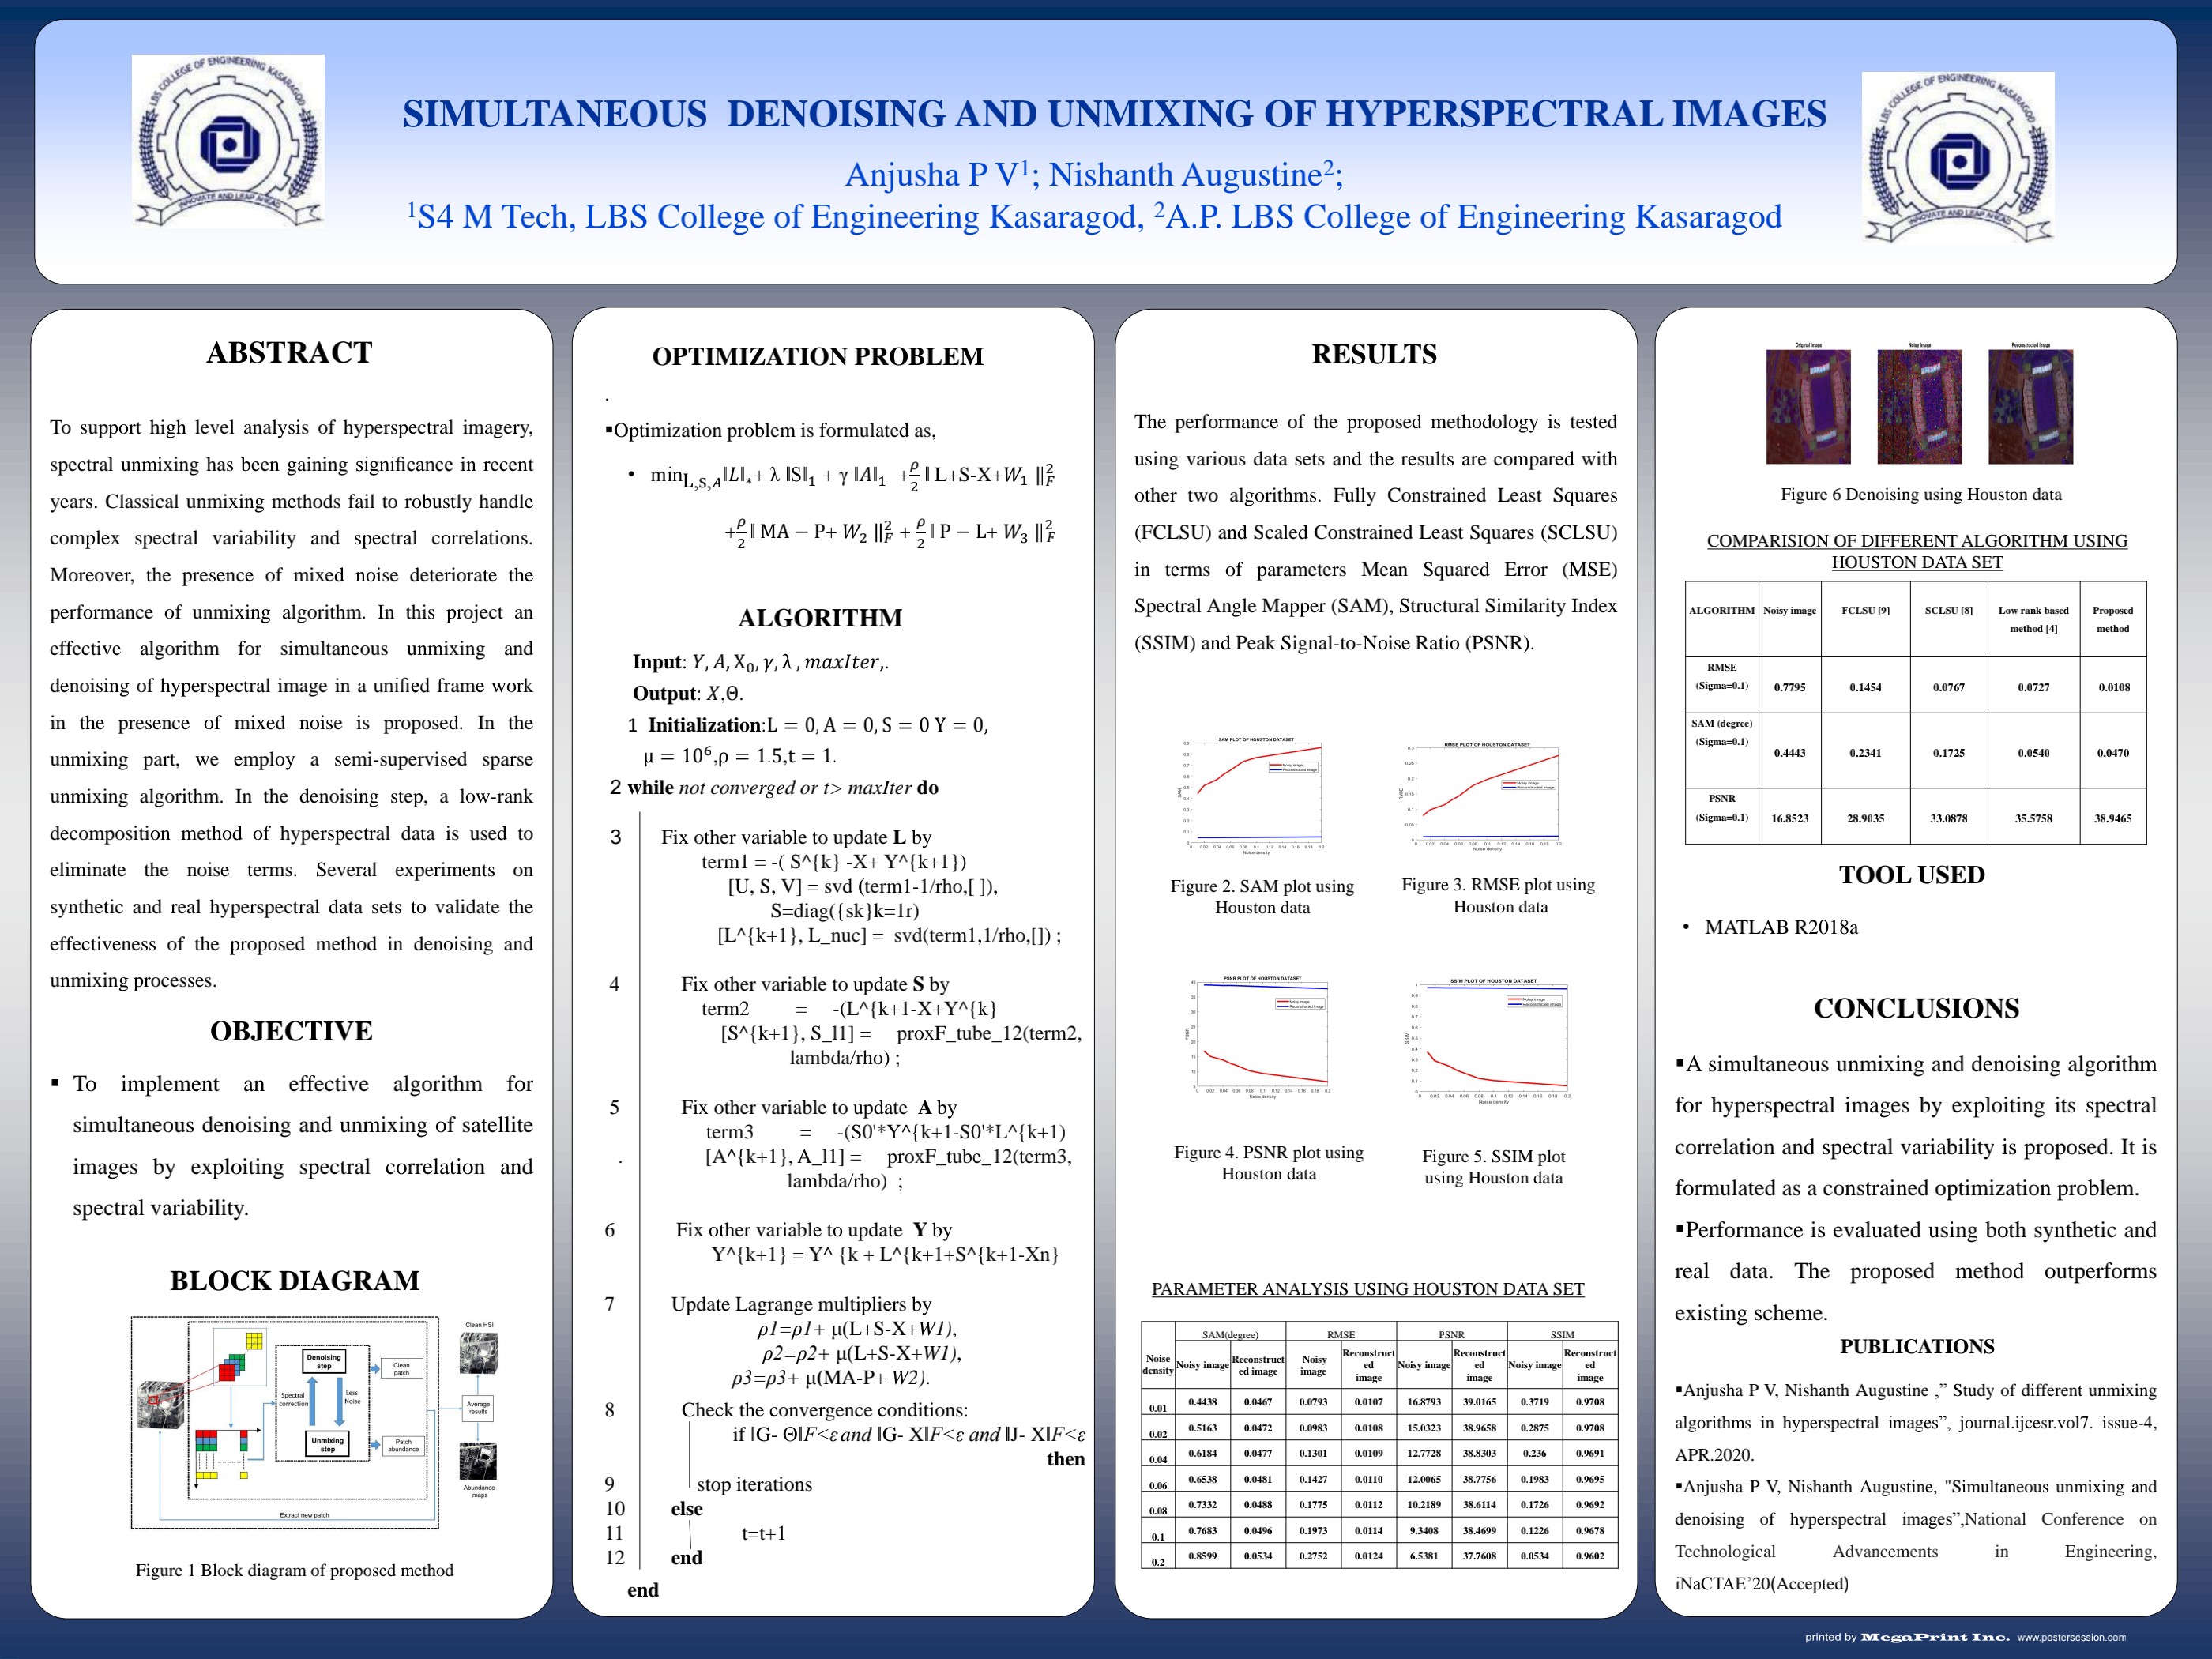 LBS COLLEGE OF ENGINEERING KASARAGOD
INNOVATE AND LEAP AHEAD
SIMULTANEOUS DENOISING AND UNMIXING OF HYPERSPECTRAL IMAGES
Anjusha P V¹; Nishanth Augustine²;
¹S4 M Tech, LBS College of Engineering Kasaragod, ²A.P. LBS College of Engineering Kasaragod
LBS COLLEGE OF ENGINEERING KASARAGOD
INNOVATE AND LEAP AHEAD
ABSTRACT
To support high level analysis of hyperspectral imagery,
spectral unmixing has been gaining significance in recent
years. Classical unmixing methods fail to robustly handle
complex spectral variability and spectral correlations.
Moreover, the presence of mixed noise deteriorate the
performance of unmixing algorithm. In this project an
effective algorithm for simultaneous unmixing and
denoising of hyperspectral image in a unified frame work
in the presence of mixed noise is proposed. In the
unmixing part, we employ a semi-supervised sparse
unmixing algorithm. In the denoising step, a low-rank
decomposition method of hyperspectral data is used to
eliminate the noise terms. Several experiments on
synthetic and real hyperspectral data sets to validate the
effectiveness of the proposed method in denoising and
unmixing processes.
OBJECTIVE
▪ To implement an effective algorithm for
simultaneous denoising and unmixing of satellite
images by exploiting spectral correlation and
spectral variability.
BLOCK DIAGRAM
Clean HSI
Denoising step
Clean patch
Spectral correction
Less Noise
Average results
Unmixing step
Patch abundance
Abundance maps
Extract new patch
Figure 1 Block diagram of proposed method
OPTIMIZATION PROBLEM
.
▪Optimization problem is formulated as,
• min_{L,S,A}‖L‖_*+ λ ‖S‖₁ + γ ‖A‖₁ +ρ/2 ‖ L+S-X+W₁ ‖²_F
+ρ/2 ‖ MA − P+ W₂ ‖²_F + ρ/2 ‖ P − L+ W₃ ‖²_F
ALGORITHM
Input: Y, A, X₀, γ, λ , maxIter,.
Output: X,Θ.
1 Initialization:L = 0, A = 0, S = 0 Y = 0,
μ = 10⁶,ρ = 1.5,t = 1.
2 while not converged or t> maxIter do
3 Fix other variable to update L by
term1 = -( S^{k} -X+ Y^{k+1})
[U, S, V] = svd (term1-1/rho,[ ]),
S=diag({sk}k=1r)
[L^{k+1}, L_nuc] = svd(term1,1/rho,[]) ;
4 Fix other variable to update S by
term2 = -(L^{k+1-X+Y^{k}
[S^{k+1}, S_l1] = proxF_tube_12(term2,
lambda/rho) ;
5 Fix other variable to update A by
term3 = -(S0'*Y^{k+1-S0'*L^{k+1)
. [A^{k+1}, A_l1] = proxF_tube_12(term3,
lambda/rho) ;
6 Fix other variable to update Y by
Y^{k+1} = Y^ {k + L^{k+1+S^{k+1-Xn}
7 Update Lagrange multipliers by
ρ1=ρ1+ μ(L+S-X+W1),
ρ2=ρ2+ μ(L+S-X+W1),
ρ3=ρ3+ μ(MA-P+ W2).
8 Check the convergence conditions:
if ‖G- Θ‖F<ε and ‖G- X‖F<ε and ‖J- X‖F<ε
then
9 stop iterations
10 else
11 t=t+1
12 end
end
RESULTS
The performance of the proposed methodology is tested
using various data sets and the results are compared with
other two algorithms. Fully Constrained Least Squares
(FCLSU) and Scaled Constrained Least Squares (SCLSU)
in terms of parameters Mean Squared Error (MSE)
Spectral Angle Mapper (SAM), Structural Similarity Index
(SSIM) and Peak Signal-to-Noise Ratio (PSNR).
SAM PLOT OF HOUSTON DATASET
Noisy image
Reconstructed image
SAM
Noise density
Figure 2. SAM plot using
Houston data
RMSE PLOT OF HOUSTON DATASET
Noisy image
Reconstructed image
RMSE
Noise density
Figure 3. RMSE plot using
Houston data
PSNR PLOT OF HOUSTON DATASET
Noisy image
Reconstructed image
PSNR
Noise density
Figure 4. PSNR plot using
Houston data
SSIM PLOT OF HOUSTON DATASET
Noisy image
Reconstructed image
SSIM
Noise density
Figure 5. SSIM plot
using Houston data
PARAMETER ANALYSIS USING HOUSTON DATA SET
SAM(degree) RMSE PSNR SSIM
Noise density Noisy image Reconstructed image Noisy image Reconstructed image Noisy image Reconstructed image Noisy image Reconstructed image
0.01 0.4438 0.0467 0.0793 0.0107 16.8793 39.0165 0.3719 0.9708
0.02 0.5163 0.0472 0.0983 0.0108 15.0323 38.9658 0.2875 0.9708
0.04 0.6184 0.0477 0.1301 0.0109 12.7728 38.8303 0.236 0.9691
0.06 0.6538 0.0481 0.1427 0.0110 12.0065 38.7756 0.1983 0.9695
0.08 0.7332 0.0488 0.1775 0.0112 10.2189 38.6114 0.1726 0.9692
0.1 0.7683 0.0496 0.1973 0.0114 9.3408 38.4699 0.1226 0.9678
0.2 0.8599 0.0534 0.2752 0.0124 6.5381 37.7608 0.0534 0.9602
Original Image Noisy Image Reconstructed Image
Figure 6 Denoising using Houston data
COMPARISION OF DIFFERENT ALGORITHM USING
HOUSTON DATA SET
ALGORITHM Noisy image FCLSU [9] SCLSU [8] Low rank based method [4] Proposed method
RMSE (Sigma=0.1) 0.7795 0.1454 0.0767 0.0727 0.0108
SAM (degree) (Sigma=0.1) 0.4443 0.2341 0.1725 0.0540 0.0470
PSNR (Sigma=0.1) 16.8523 28.9035 33.0878 35.5758 38.9465
TOOL USED
• MATLAB R2018a
CONCLUSIONS
▪A simultaneous unmixing and denoising algorithm
for hyperspectral images by exploiting its spectral
correlation and spectral variability is proposed. It is
formulated as a constrained optimization problem.
▪Performance is evaluated using both synthetic and
real data. The proposed method outperforms
existing scheme.
PUBLICATIONS
▪Anjusha P V, Nishanth Augustine ,” Study of different unmixing
algorithms in hyperspectral images”, journal.ijcesr.vol7. issue-4,
APR.2020.
▪Anjusha P V, Nishanth Augustine, "Simultaneous unmixing and
denoising of hyperspectral images”,National Conference on
Technological Advancements in Engineering,
iNaCTAE’20(Accepted)
printed by MegaPrint Inc. www.postersession.com